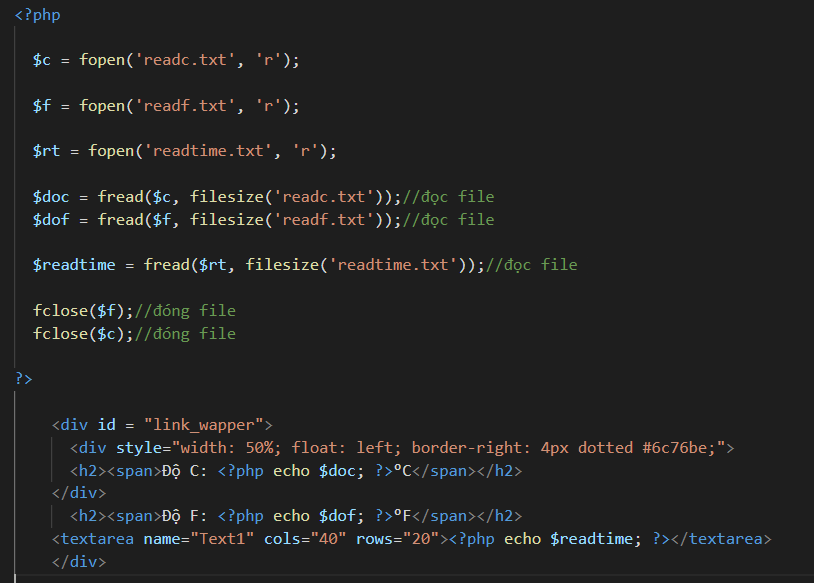 <?php
$c = fopen('readc.txt', 'r');
$f = fopen('readf.txt', 'r');
$rt = fopen('readtime.txt', 'r');
$doc = fread($c, filesize('readc.txt'));//đọc file
$dof = fread($f, filesize('readf.txt'));//đọc file
$readtime = fread($rt, filesize('readtime.txt'));//đọc file
fclose($f);//đóng file
fclose($c);//đóng file
?>
<div id = "link_wapper">
<div style="width: 50%; float: left; border-right: 4px dotted #6c76be;">
<h2><span>Độ C: <?php echo $doc; ?>°C</span></h2>
</div>
<h2><span>Độ F: <?php echo $dof; ?>°F</span></h2>
<textarea name="Text1" cols="40" rows="20"><?php echo $readtime; ?></textarea>
</div>